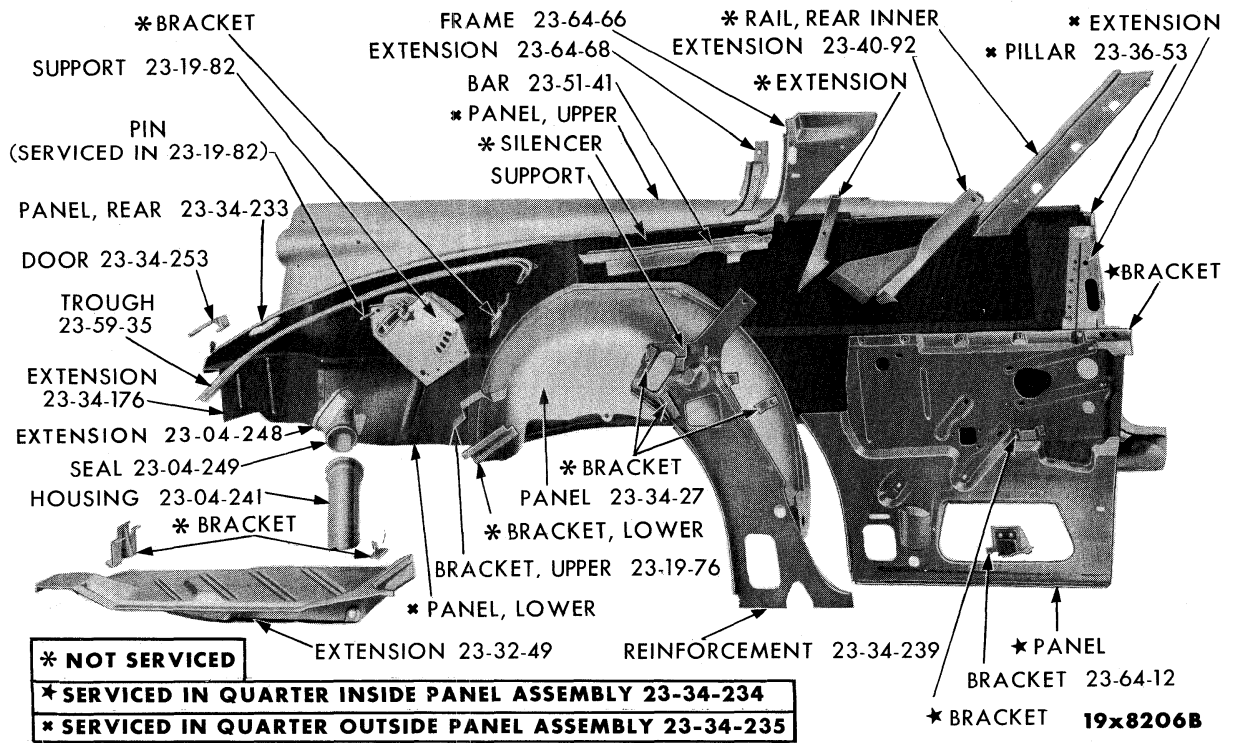 * BRACKET
SUPPORT 23-19-82
PIN
(SERVICED IN 23-19-82)
PANEL, REAR 23-34-233
DOOR 23-34-253
TROUGH
23-59-35
EXTENSION
23-34-176
EXTENSION 23-04-248
SEAL 23-04-249
HOUSING 23-04-241
* BRACKET
FRAME 23-64-66
EXTENSION 23-64-68
BAR 23-51-41
✖ PANEL, UPPER
* SILENCER
SUPPORT
* RAIL, REAR INNER
EXTENSION 23-40-92
* EXTENSION
✖ EXTENSION
✖ PILLAR 23-36-53
★ BRACKET
* BRACKET
PANEL 23-34-27
* BRACKET, LOWER
BRACKET, UPPER 23-19-76
✖ PANEL, LOWER
EXTENSION 23-32-49
REINFORCEMENT 23-34-239
★ PANEL
BRACKET 23-64-12
★ BRACKET
19x8206B
* NOT SERVICED
★ SERVICED IN QUARTER INSIDE PANEL ASSEMBLY 23-34-234
✖ SERVICED IN QUARTER OUTSIDE PANEL ASSEMBLY 23-34-235